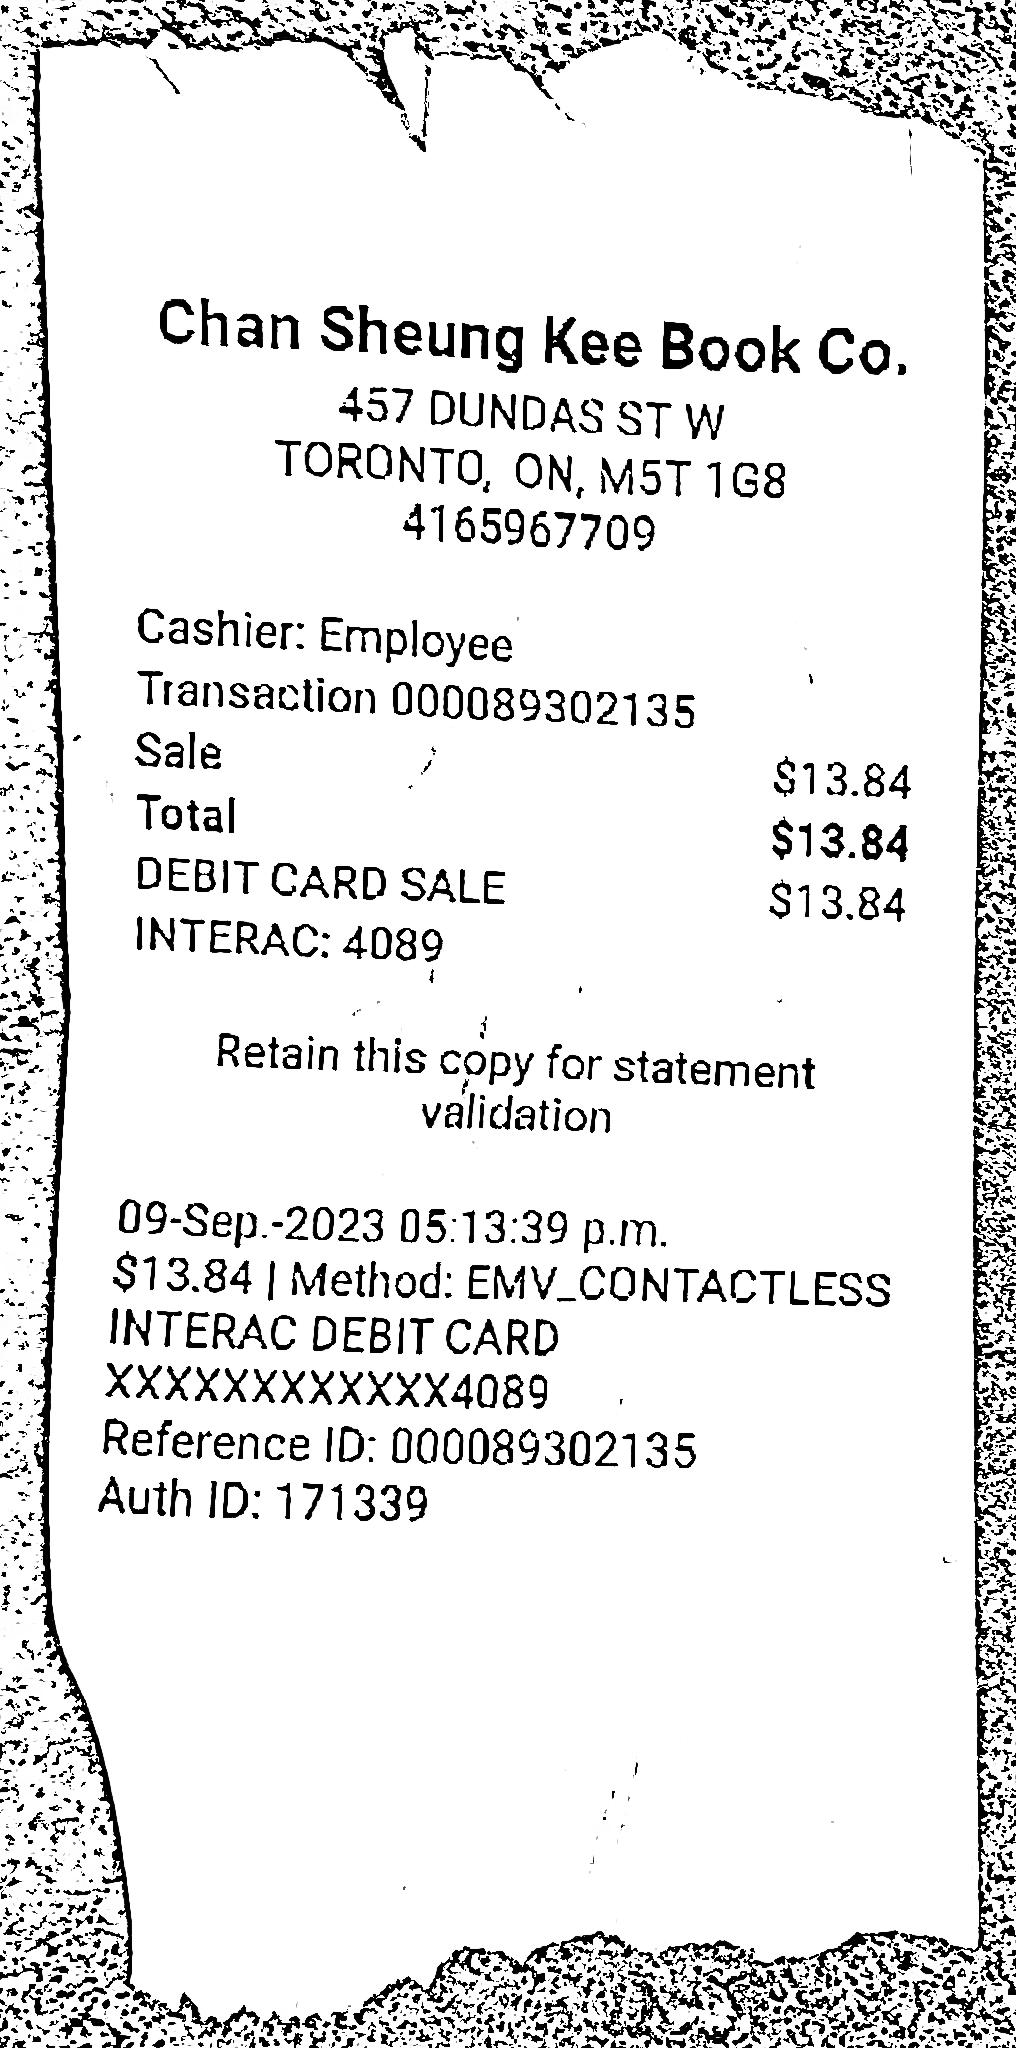 Chan Sheung Kee Book Co.
457 DUNDAS ST W
TORONTO, ON, M5T 1G8
4165967709
Cashier: Employee
Transaction 000089302135
Sale $13.84
Total $13.84
DEBIT CARD SALE $13.84
INTERAC: 4089
Retain this copy for statement
validation
09-Sep.-2023 05:13:39 p.m.
$13.84 | Method: EMV_CONTACTLESS
INTERAC DEBIT CARD
XXXXXXXXXXXX4089
Reference ID: 000089302135
Auth ID: 171339